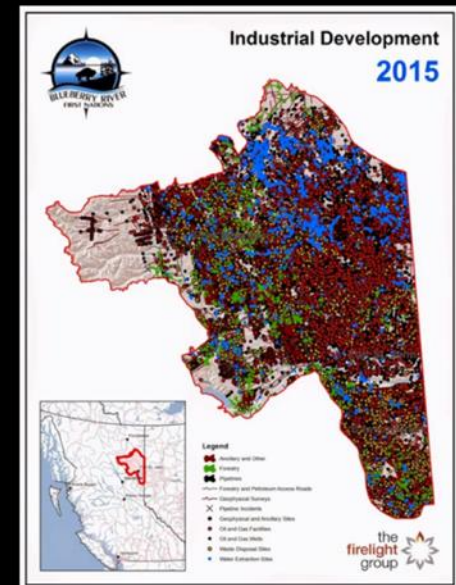 Industrial Development
2015
BLUEBERRY RIVER
FIRST NATIONS
Legend
Ancillary and Other
Forestry
Pipelines
Forestry and Petroleum Access Roads
Geophysical Surveys
Pipeline Incidents
Geophysical and Ancillary Sites
Oil and Gas Facilities
Oil and Gas Wells
Waste Disposal Sites
Water Extraction Sites
the
firelight
group